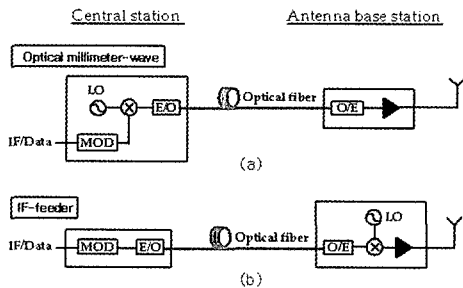 Central station
Antenna base station
Optical millimeter-wave
LO
E/O
Optical fiber
O/E
IF/Data
MOD
(a)
IF-feeder
LO
IF/Data
MOD
E/O
Optical fiber
O/E
(b)